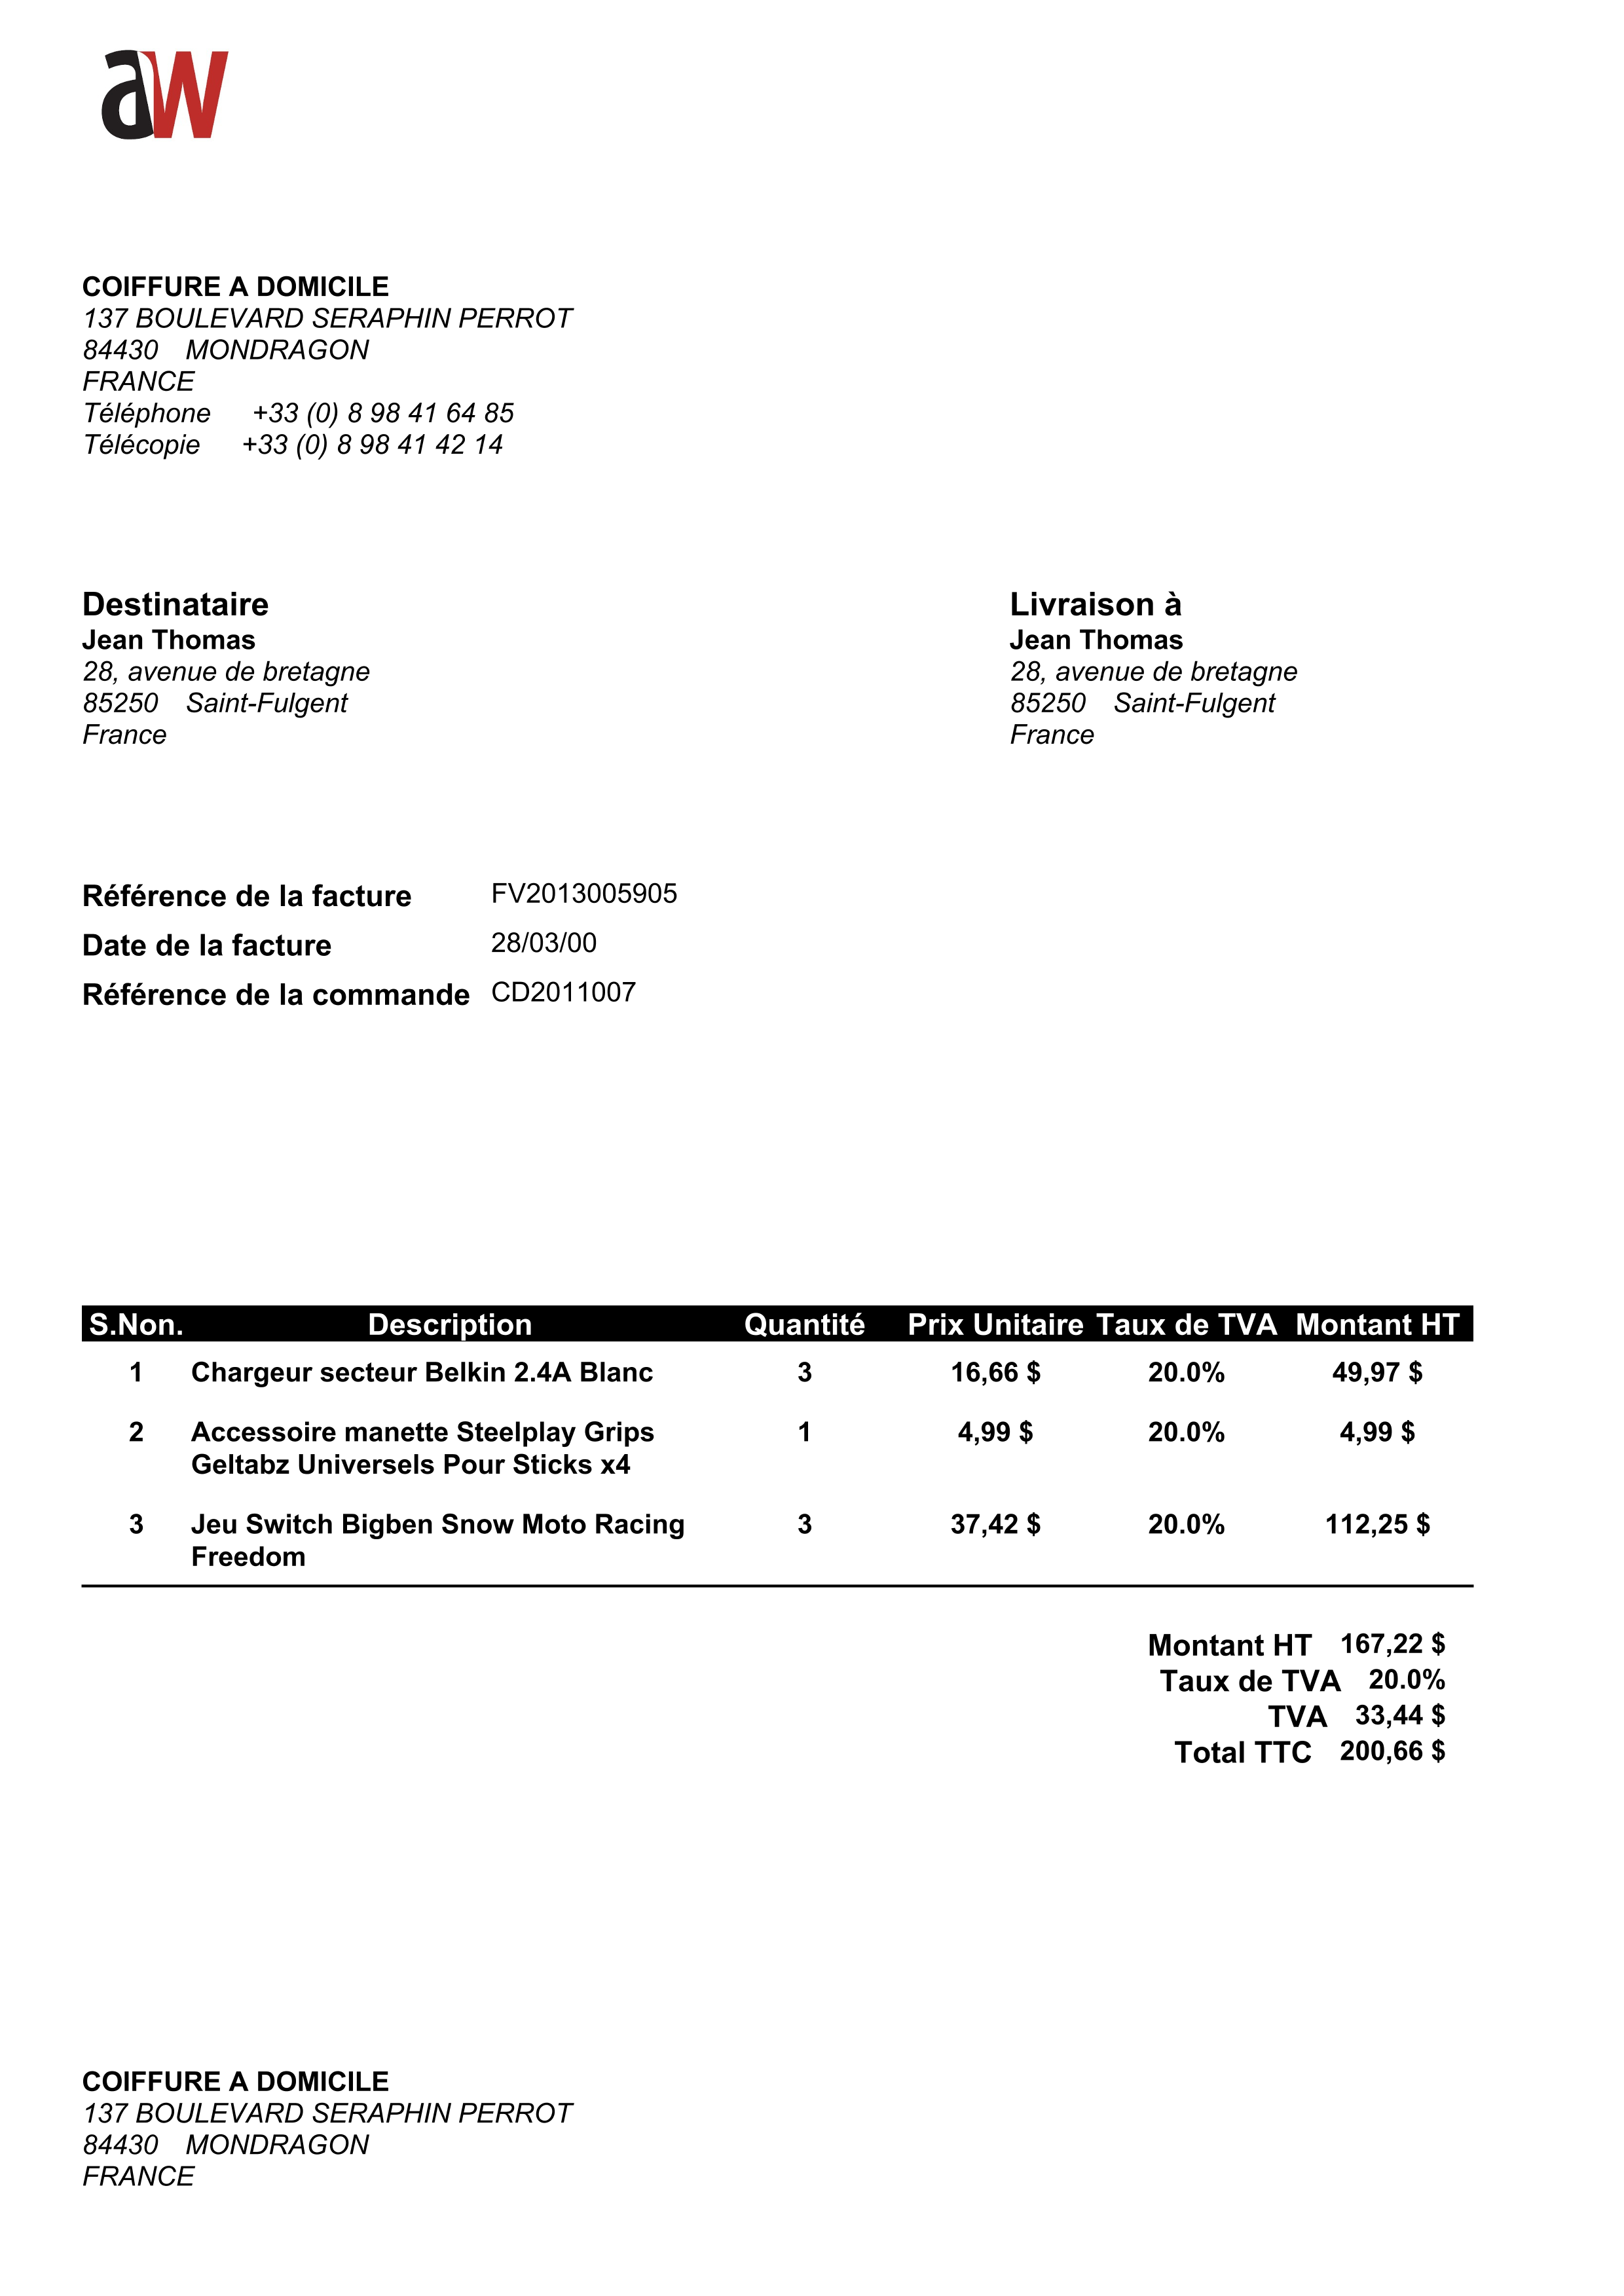 aw
COIFFURE A DOMICILE
137 BOULEVARD SERAPHIN PERROT
84430 MONDRAGON
FRANCE
Téléphone +33 (0) 8 98 41 64 85
Télécopie +33 (0) 8 98 41 42 14
Destinataire
Jean Thomas
28, avenue de bretagne
85250 Saint-Fulgent
France
Livraison à
Jean Thomas
28, avenue de bretagne
85250 Saint-Fulgent
France
Référence de la facture FV2013005905
Date de la facture 28/03/00
Référence de la commande CD2011007
S.Non. Description Quantité Prix Unitaire Taux de TVA Montant HT
1 Chargeur secteur Belkin 2.4A Blanc 3 16,66 $ 20.0% 49,97 $
2 Accessoire manette Steelplay Grips 1 4,99 $ 20.0% 4,99 $
Geltabz Universels Pour Sticks x4
3 Jeu Switch Bigben Snow Moto Racing 3 37,42 $ 20.0% 112,25 $
Freedom
Montant HT 167,22 $
Taux de TVA 20.0%
TVA 33,44 $
Total TTC 200,66 $
COIFFURE A DOMICILE
137 BOULEVARD SERAPHIN PERROT
84430 MONDRAGON
FRANCE